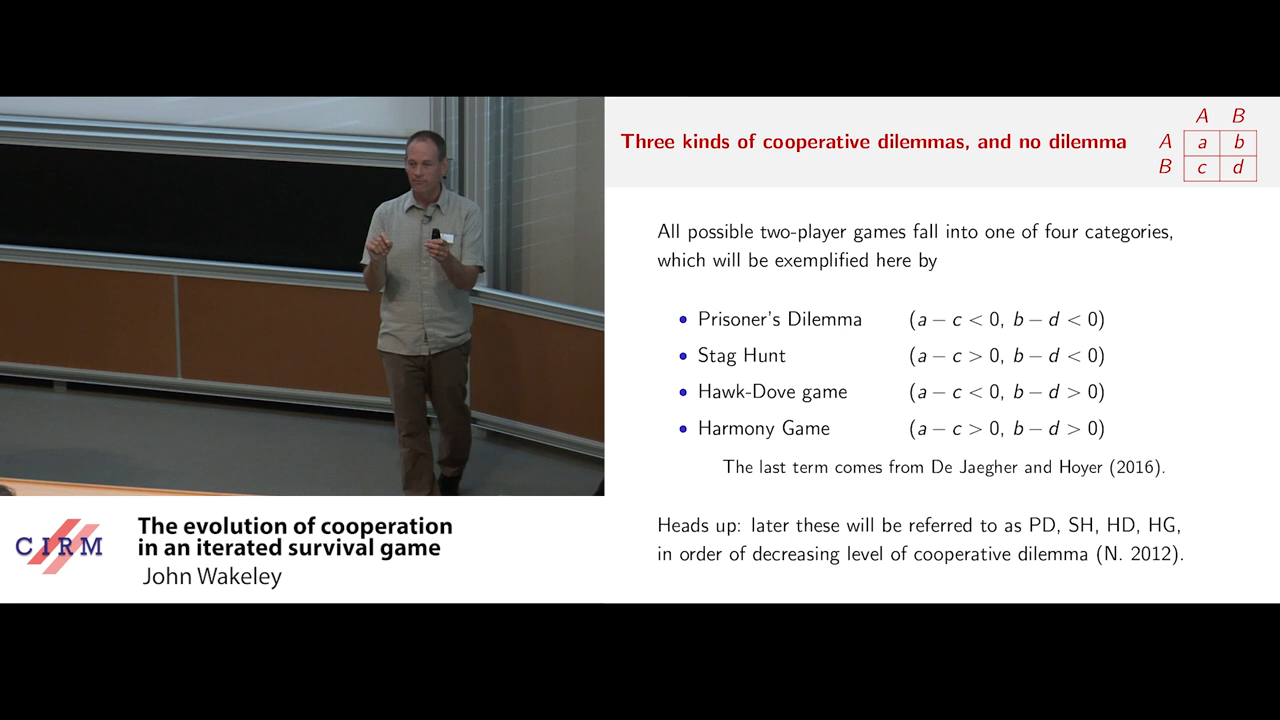 Three kinds of cooperative dilemmas, and no dilemma
A B
A a b
B c d
All possible two-player games fall into one of four categories,
which will be exemplified here by
• Prisoner's Dilemma (a − c < 0, b − d < 0)
• Stag Hunt (a − c > 0, b − d < 0)
• Hawk-Dove game (a − c < 0, b − d > 0)
• Harmony Game (a − c > 0, b − d > 0)
The last term comes from De Jaegher and Hoyer (2016).
Heads up: later these will be referred to as PD, SH, HD, HG,
in order of decreasing level of cooperative dilemma (N. 2012).
CIRM
The evolution of cooperation
in an iterated survival game
John Wakeley